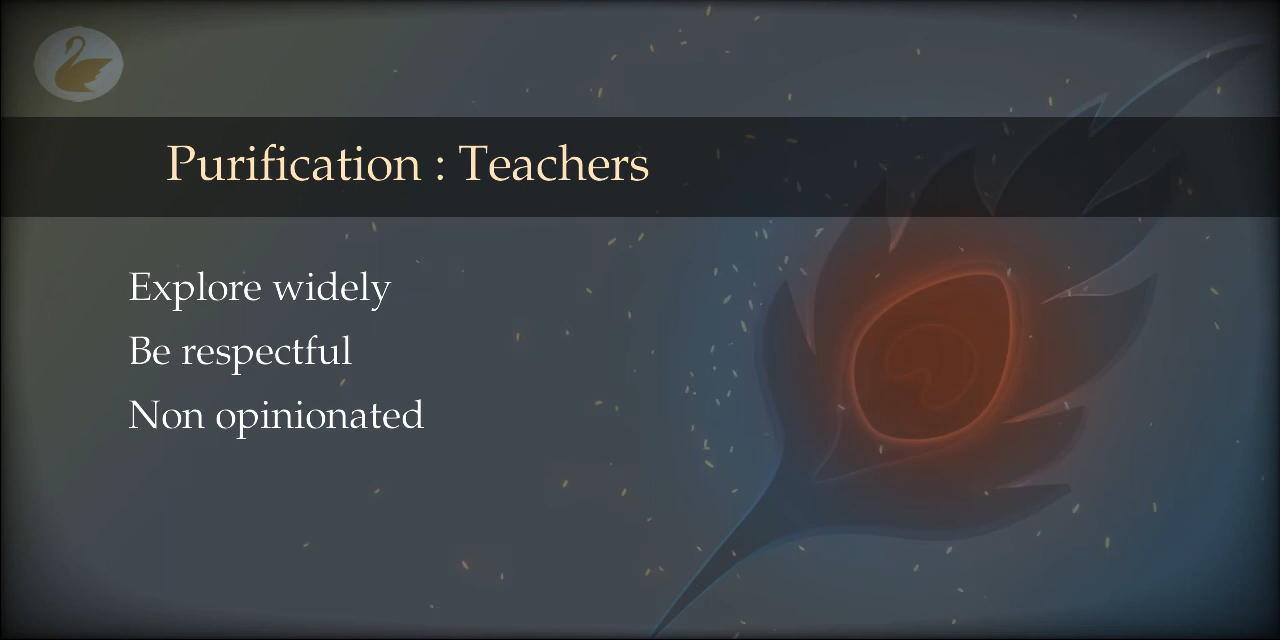 Purification : Teachers
Explore widely
Be respectful
Non opinionated